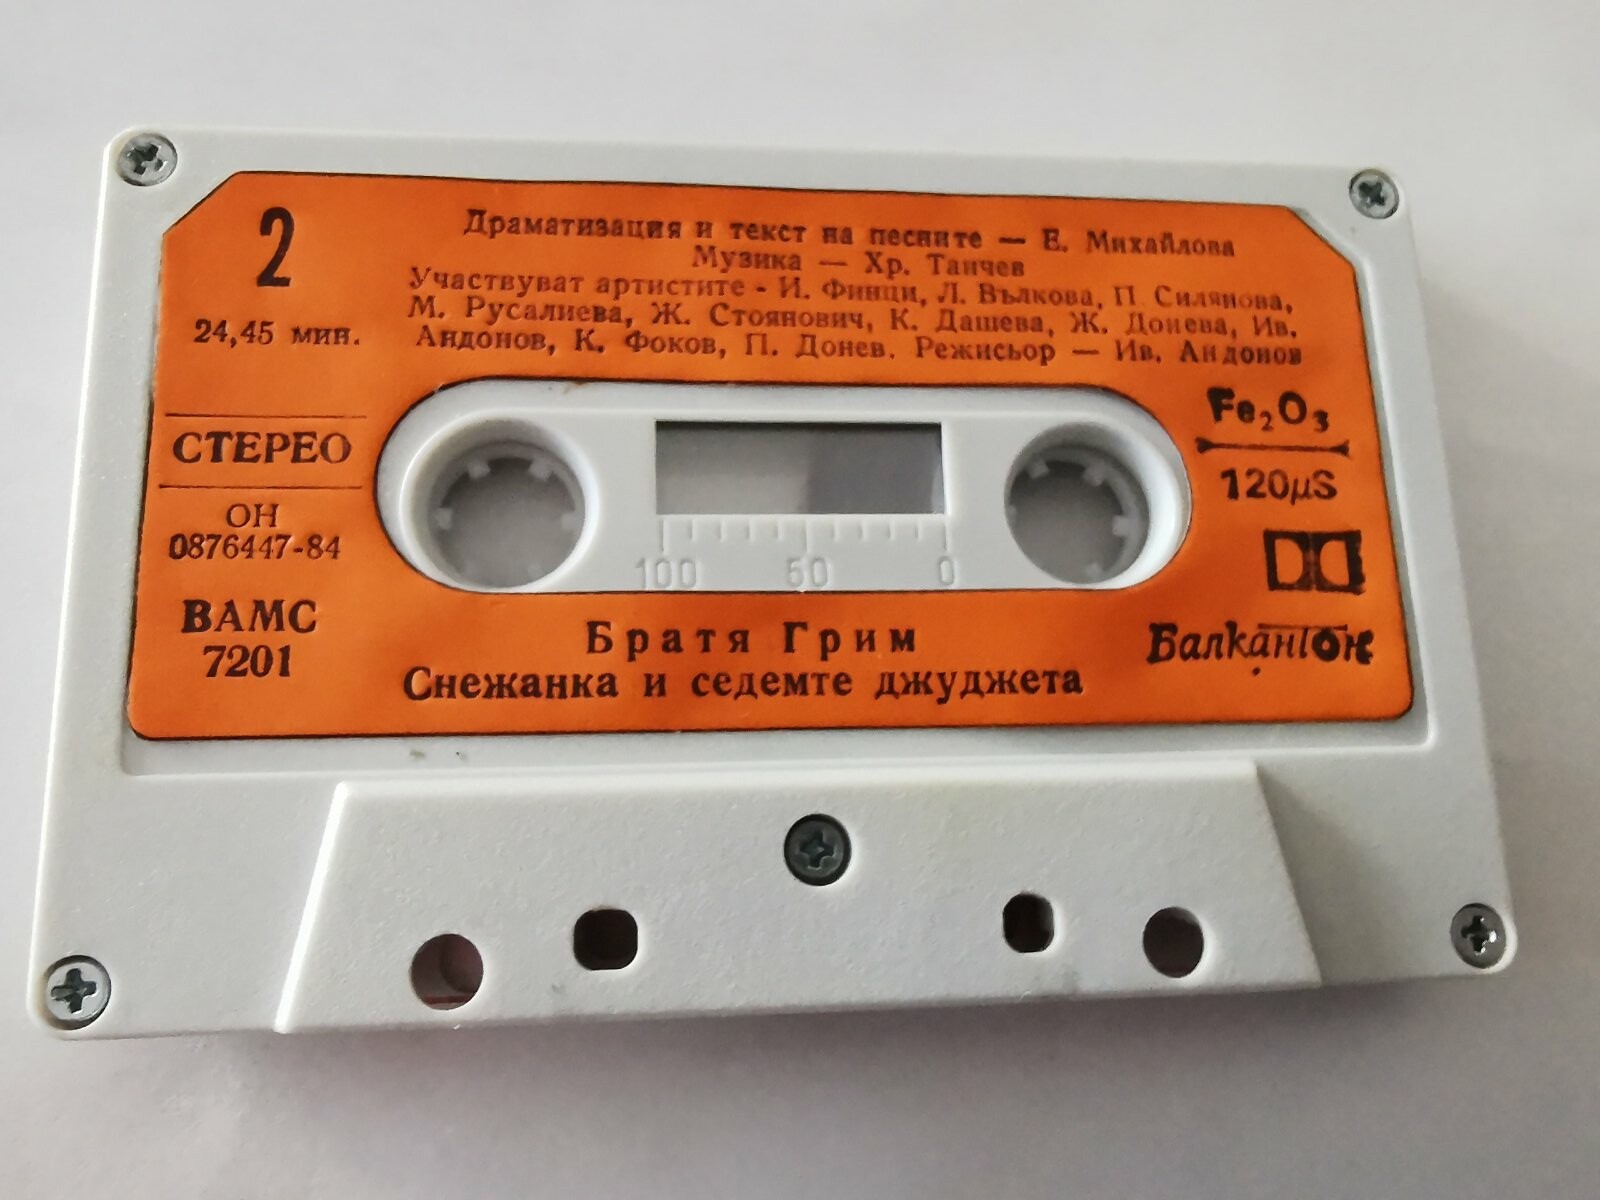 2
Драматизация и текст на песните — Е. Михайлова
Музика — Хр. Танчев
Участвуват артистите - И. Финци, Л. Вълкова, П. Силянова,
М. Русалиева, Ж. Стоянович, К. Дашева, Ж. Донева, Ив.
Андонов, К. Фоков, П. Донев. Режисьор — Ив. Андонов
24,45 мин.
СТЕРЕО
ОН
0876447-84
ВАМС
7201
Fe₂O₃
120µS
100 50 0
Братя Грим
Снежанка и седемте джуджета
Балкантон